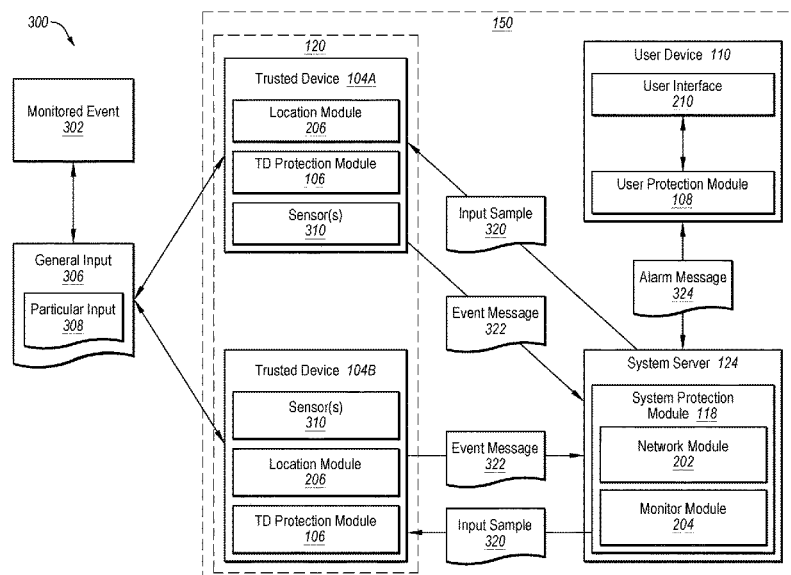 300
150
120
Monitored Event
302
General Input
306
Particular Input
308
Trusted Device 104A
Location Module
206
TD Protection Module
106
Sensor(s)
310
Trusted Device 104B
Sensor(s)
310
Location Module
206
TD Protection Module
106
Input Sample
320
Event Message
322
Event Message
322
Input Sample
320
User Device 110
User Interface
210
User Protection Module
108
Alarm Message
324
System Server 124
System Protection
Module 118
Network Module
202
Monitor Module
204